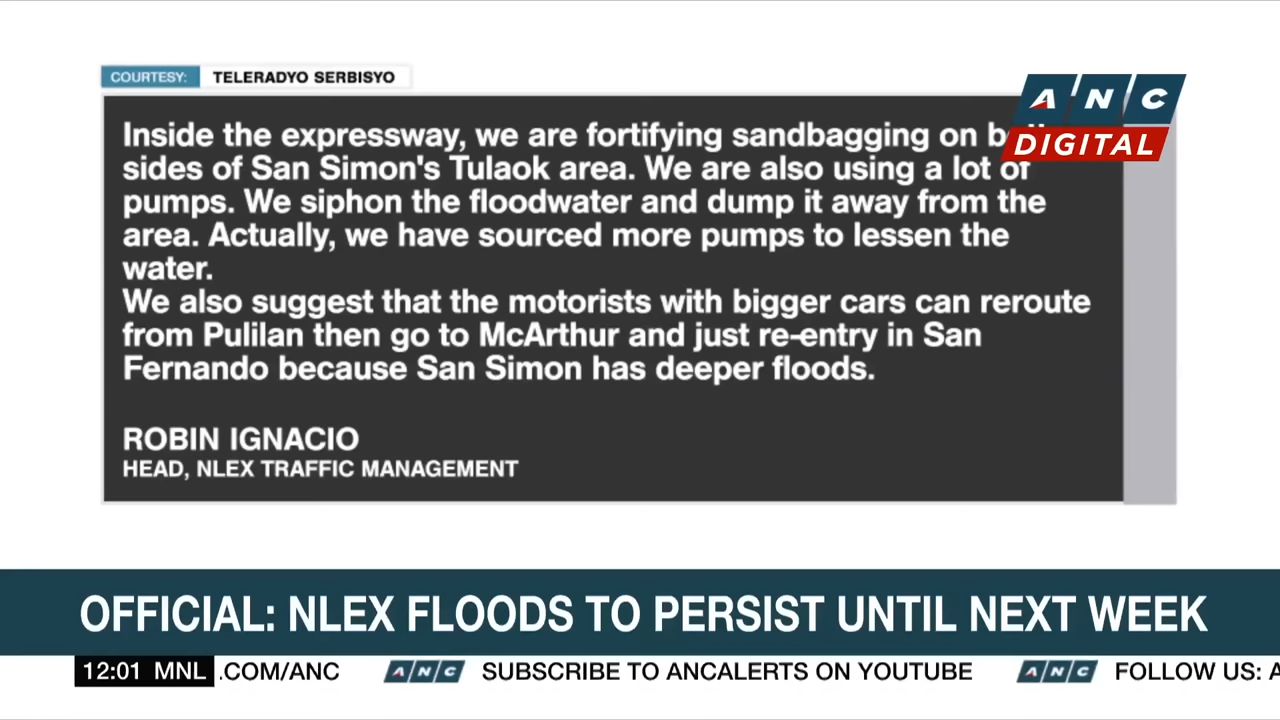 COURTESY: TELERADYO SERBISYO
ANC
DIGITAL
Inside the expressway, we are fortifying sandbagging on
sides of San Simon's Tulaok area. We are also using a lot of
pumps. We siphon the floodwater and dump it away from the
area. Actually, we have sourced more pumps to lessen the
water.
We also suggest that the motorists with bigger cars can reroute
from Pulilan then go to McArthur and just re-entry in San
Fernando because San Simon has deeper floods.
ROBIN IGNACIO
HEAD, NLEX TRAFFIC MANAGEMENT
OFFICIAL: NLEX FLOODS TO PERSIST UNTIL NEXT WEEK
12:01 MNL .COM/ANC ANC SUBSCRIBE TO ANCALERTS ON YOUTUBE ANC FOLLOW US: A